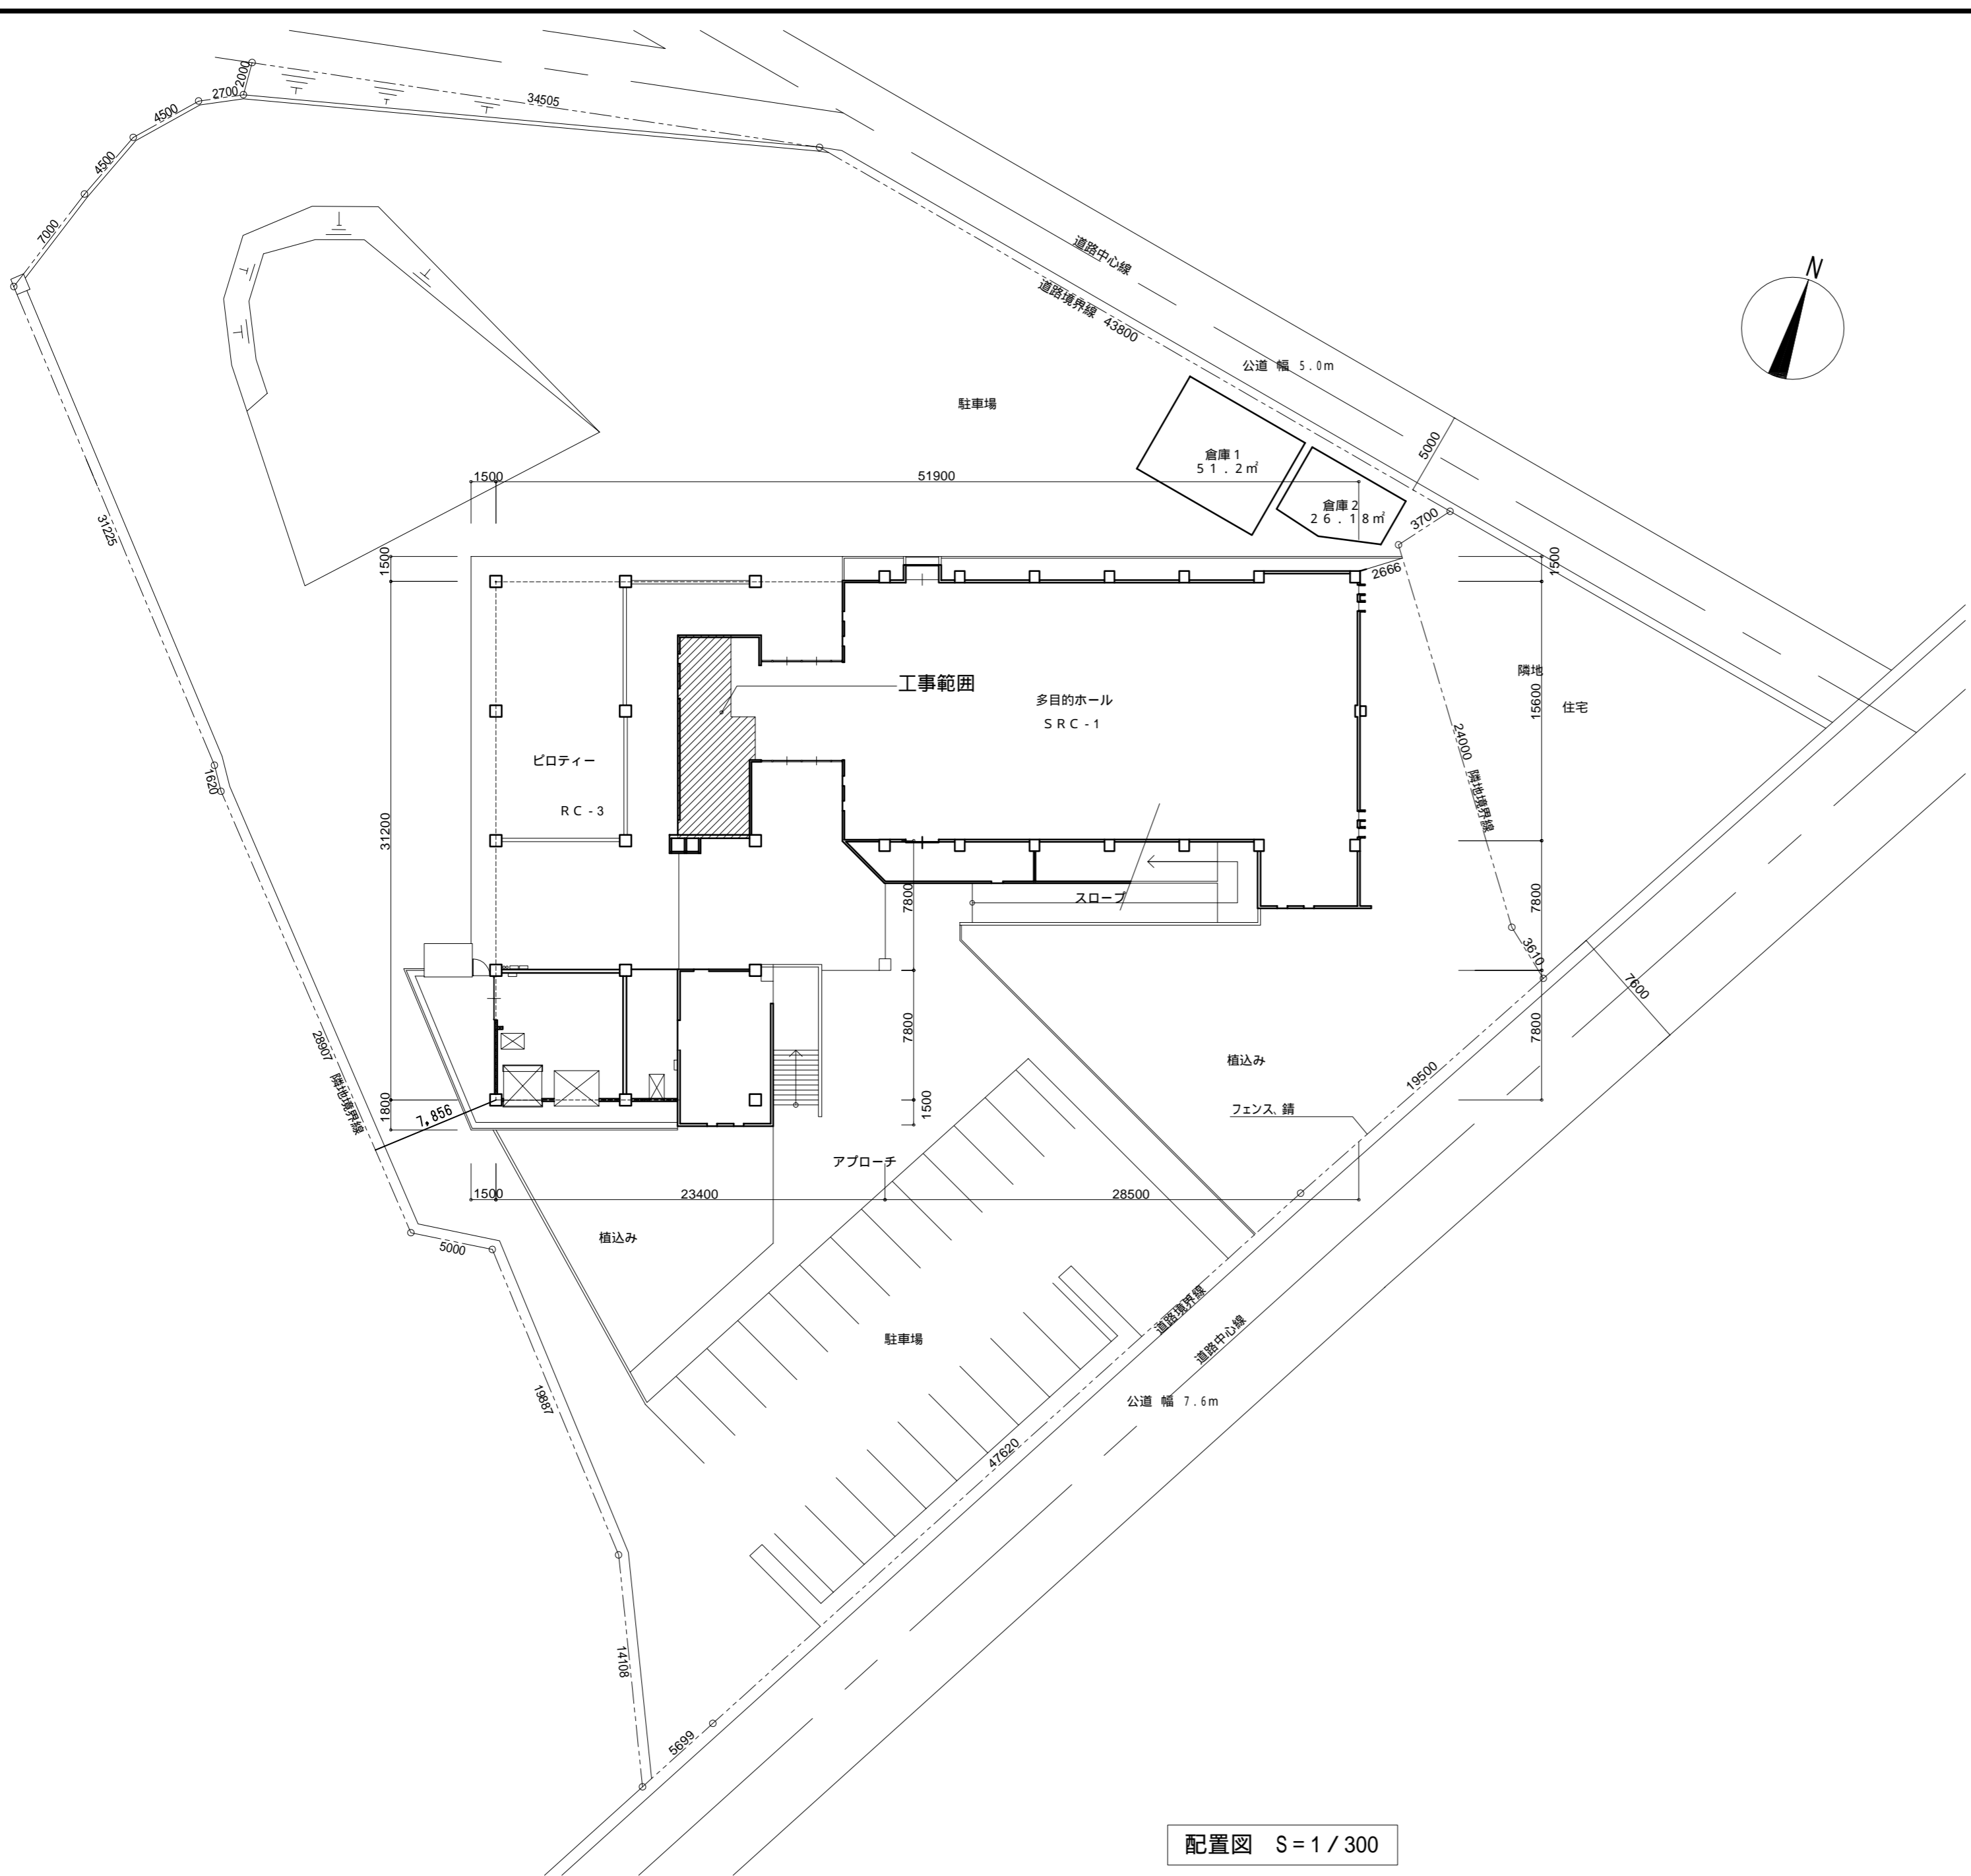 2000
2700
34505
4500
4500
7000
N
道路中心線
道路境界線 43800
公道 幅 5.0m
駐車場
5000
倉庫1
51.2㎡
倉庫2
26.18㎡
3700
1500
51900
31225
1500
1500
2666
隣地
住宅
工事範囲
多目的ホール
SRC-1
15600
24000 隣地境界線
ピロティー
RC-3
1620
31200
7800
スロープ
7800
3610
7600
7800
7800
28907 隣地境界線
植込み
19500
1800
7,856
1500
フェンス、錆
アプローチ
1500
23400
28500
植込み
5000
駐車場
道路境界線
道路中心線
19887
公道 幅 7.6m
47620
14108
5699
配置図 S=1/300